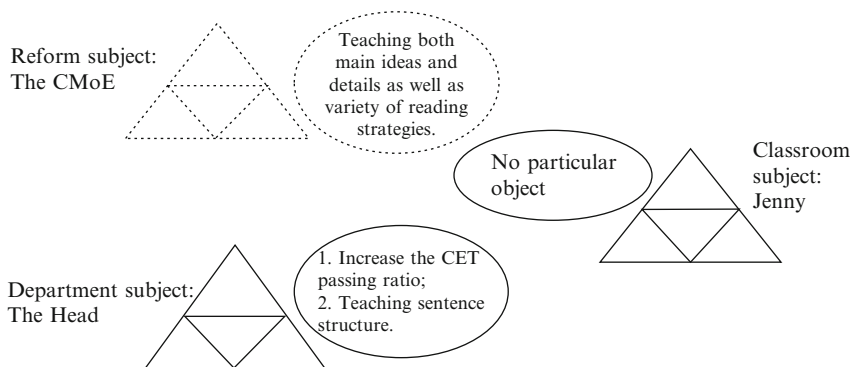 Reform subject:
The CMoE
Teaching both
main ideas and
details as well as
variety of reading
strategies.
No particular
object
Classroom
subject:
Jenny
Department subject:
The Head
1. Increase the CET
passing ratio;
2. Teaching sentence
structure.